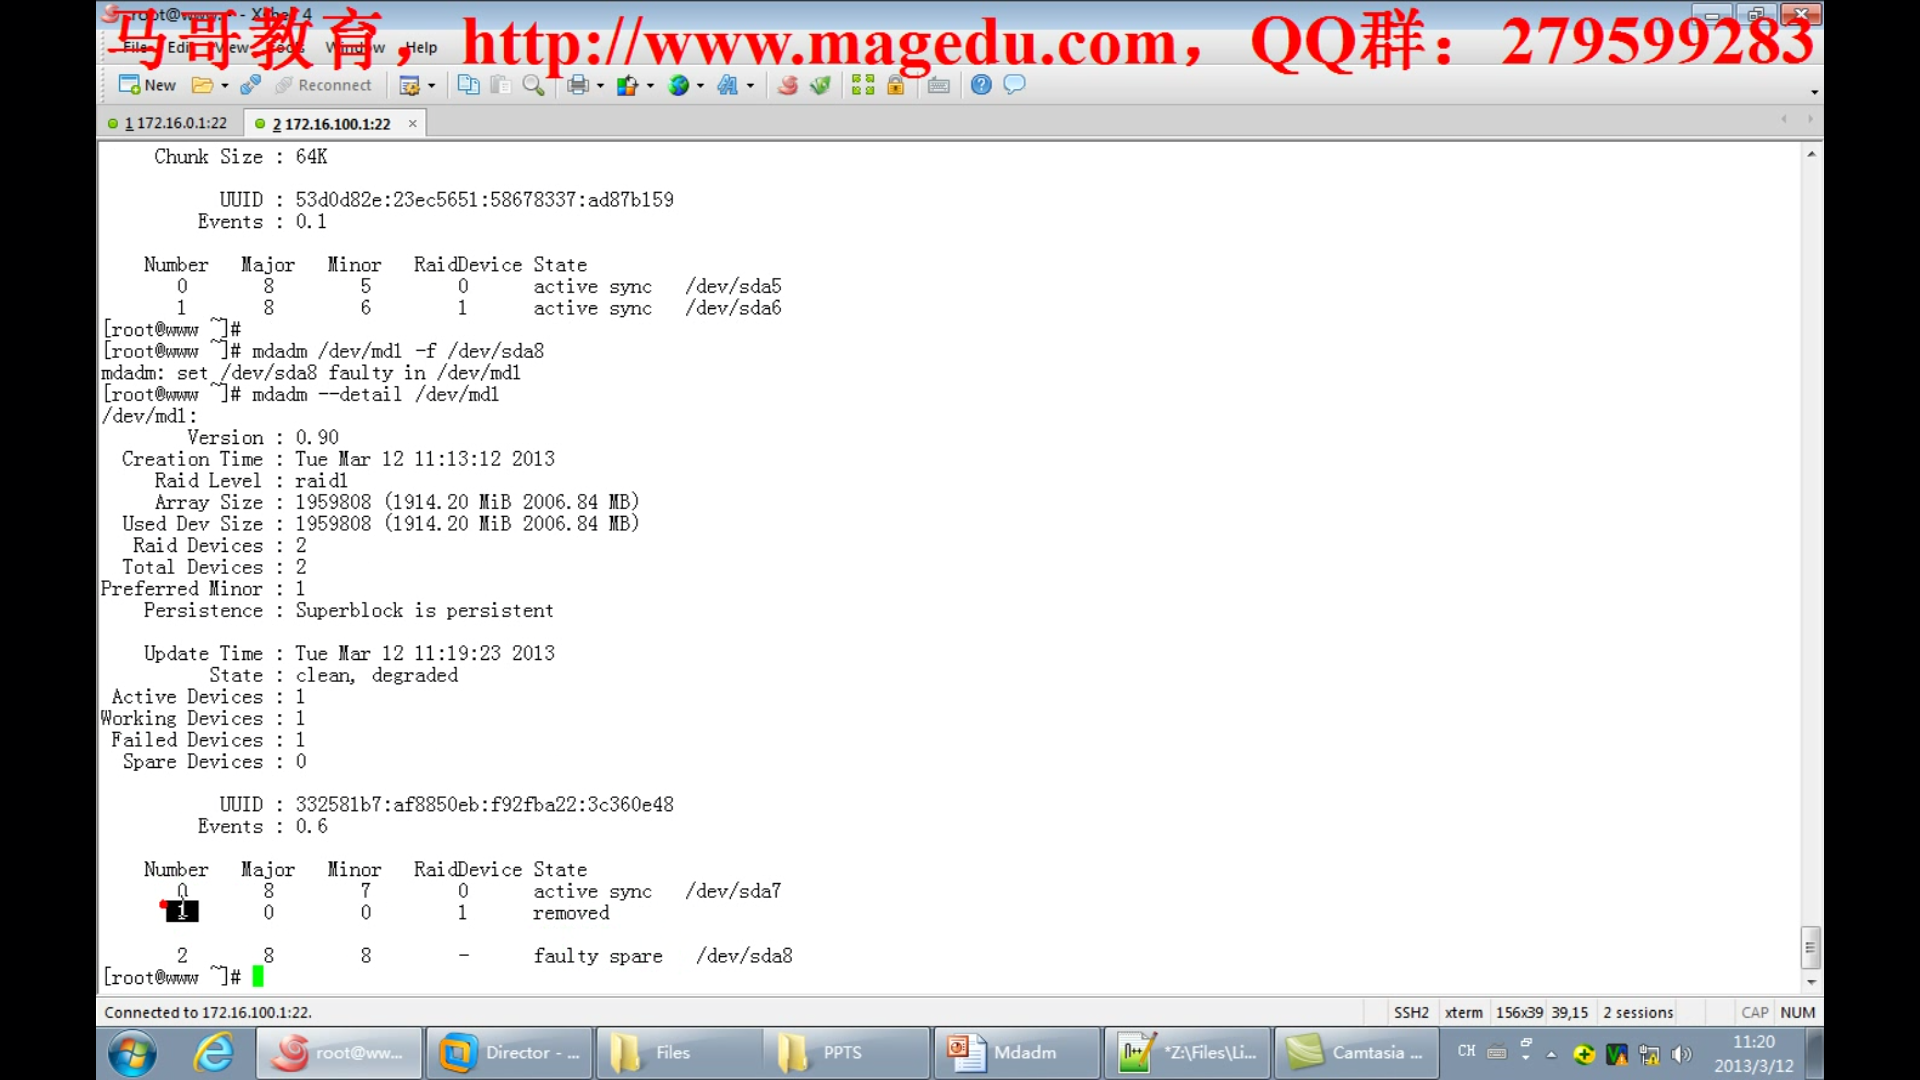 马哥教育，http://www.magedu.com，QQ群：279599283
root@www:~ - Xshell 4
File Edit View Tools Window Help
New Reconnect
1 172.16.0.1:22 2 172.16.100.1:22
Chunk Size : 64K
UUID : 53d0d82e:23ec5651:58678337:ad87b159
Events : 0.1
Number Major Minor RaidDevice State
0 8 5 0 active sync /dev/sda5
1 8 6 1 active sync /dev/sda6
[root@www ~]#
[root@www ~]# mdadm /dev/md1 -f /dev/sda8
mdadm: set /dev/sda8 faulty in /dev/md1
[root@www ~]# mdadm --detail /dev/md1
/dev/md1:
Version : 0.90
Creation Time : Tue Mar 12 11:13:12 2013
Raid Level : raid1
Array Size : 1959808 (1914.20 MiB 2006.84 MB)
Used Dev Size : 1959808 (1914.20 MiB 2006.84 MB)
Raid Devices : 2
Total Devices : 2
Preferred Minor : 1
Persistence : Superblock is persistent
Update Time : Tue Mar 12 11:19:23 2013
State : clean, degraded
Active Devices : 1
Working Devices : 1
Failed Devices : 1
Spare Devices : 0
UUID : 332581b7:af8850eb:f92fba22:3c360e48
Events : 0.6
Number Major Minor RaidDevice State
0 8 7 0 active sync /dev/sda7
1 0 0 1 removed
2 8 8 - faulty spare /dev/sda8
[root@www ~]#
Connected to 172.16.100.1:22. SSH2 xterm 156x39 39,15 2 sessions CAP NUM
root@ww... Director - ... Files PPTS Mdadm *Z:\Files\Li... Camtasia ... CH 11:20
2013/3/12